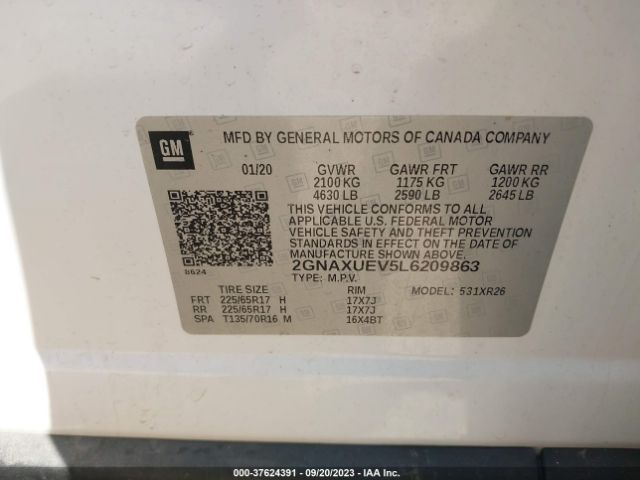 GM
MFD BY GENERAL MOTORS OF CANADA COMPANY
01/20 GVWR GAWR FRT GAWR RR
2100 KG 1175 KG 1200 KG
4630 LB 2590 LB 2645 LB
THIS VEHICLE CONFORMS TO ALL
APPLICABLE U.S. FEDERAL MOTOR
VEHICLE SAFETY AND THEFT PREVENTION
STANDARDS IN EFFECT ON THE DATE OF
MANUFACTURE SHOWN ABOVE.
2GNAXUEV5L6209863
8624 TYPE: M.P.V.
TIRE SIZE RIM MODEL: 531XR26
FRT 225/65R17 H 17X7J
RR 225/65R17 H 17X7J
SPA T135/70R16 M 16X4BT
© - 37624391 - 09/20/2023 - IAA Inc.